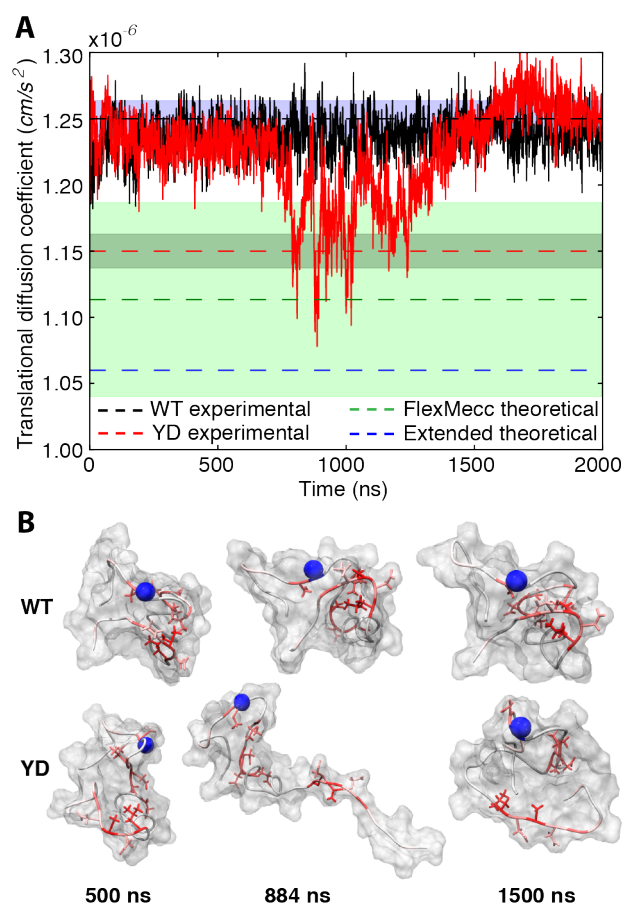 A
x10⁻⁶
Translational diffusion coefficient (cm/s²)
1.30
1.25
1.20
1.15
1.10
1.05
1.00
WT experimental
FlexMecc theoretical
YD experimental
Extended theoretical
0
500
1000
1500
2000
Time (ns)
B
WT
YD
500 ns
884 ns
1500 ns